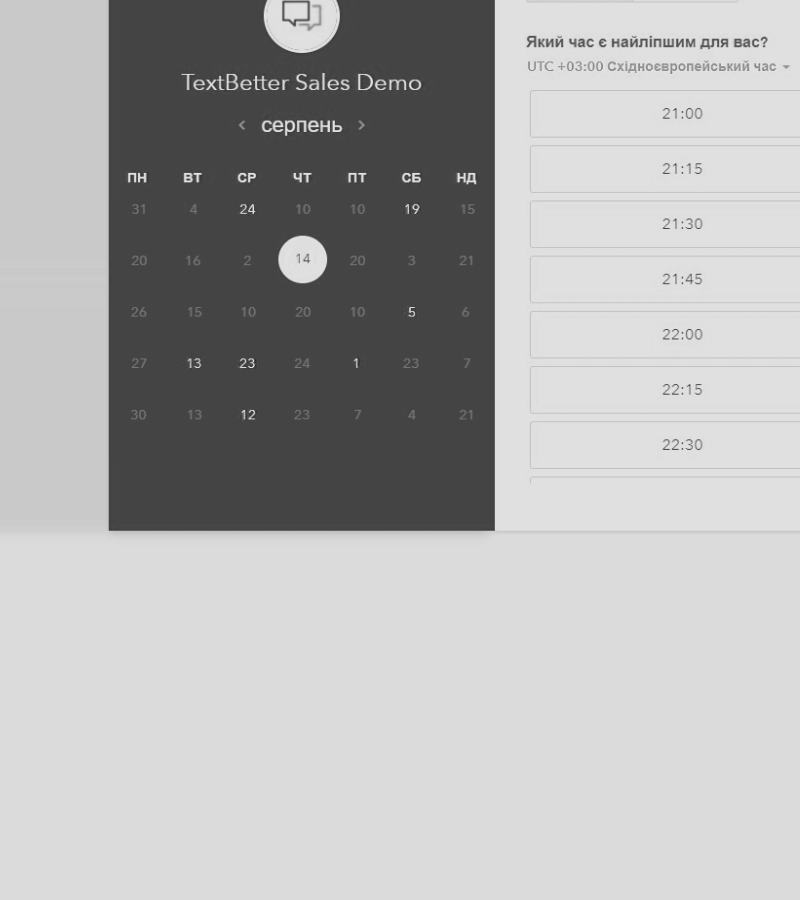 TextBetter Sales Demo
‹ серпень ›
ПН ВТ СР ЧТ ПТ СБ НД
31 4 24 10 10 19 15
20 16 2 14 20 3 21
26 15 10 20 10 5 6
27 13 23 24 1 23 7
30 13 12 23 7 4 21
Який час є найліпшим для вас?
UTC +03:00 Східноєвропейський час
21:00
21:15
21:30
21:45
22:00
22:15
22:30